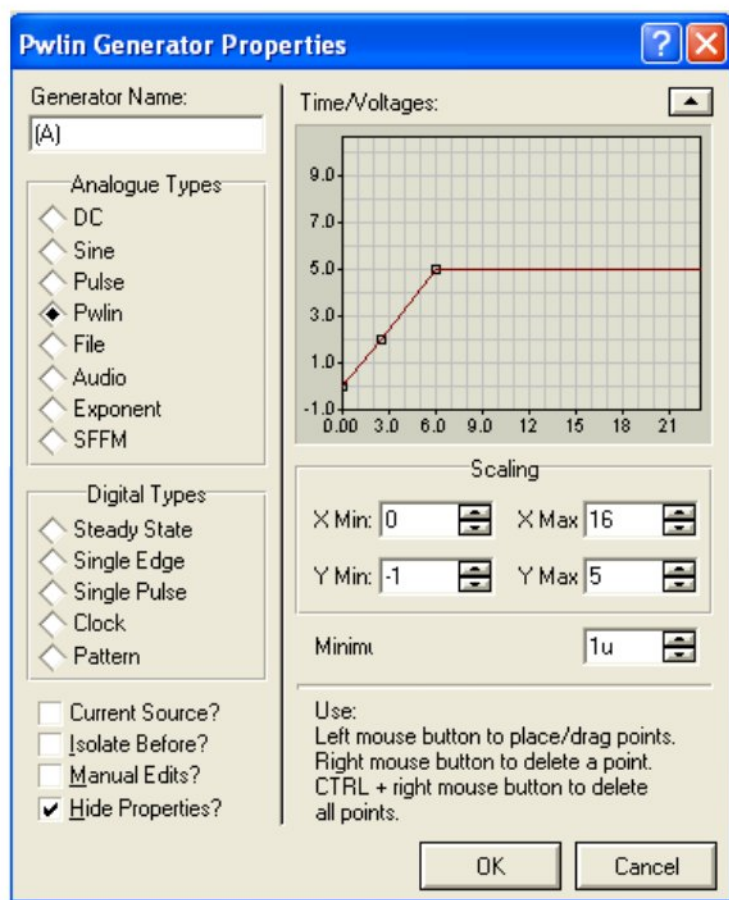 Pwlin Generator Properties
Generator Name:
(A)
Analogue Types
DC
Sine
Pulse
Pwlin
File
Audio
Exponent
SFFM
Digital Types
Steady State
Single Edge
Single Pulse
Clock
Pattern
Current Source?
Isolate Before?
Manual Edits?
Hide Properties?
Time/Voltages:
9.0
7.0
5.0
3.0
1.0
-1.0
0.00 3.0 6.0 9.0 12 15 18 21
Scaling
X Min: 0 X Max 16
Y Min: -1 Y Max 5
Minimu 1u
Use:
Left mouse button to place/drag points.
Right mouse button to delete a point.
CTRL + right mouse button to delete
all points.
OK Cancel